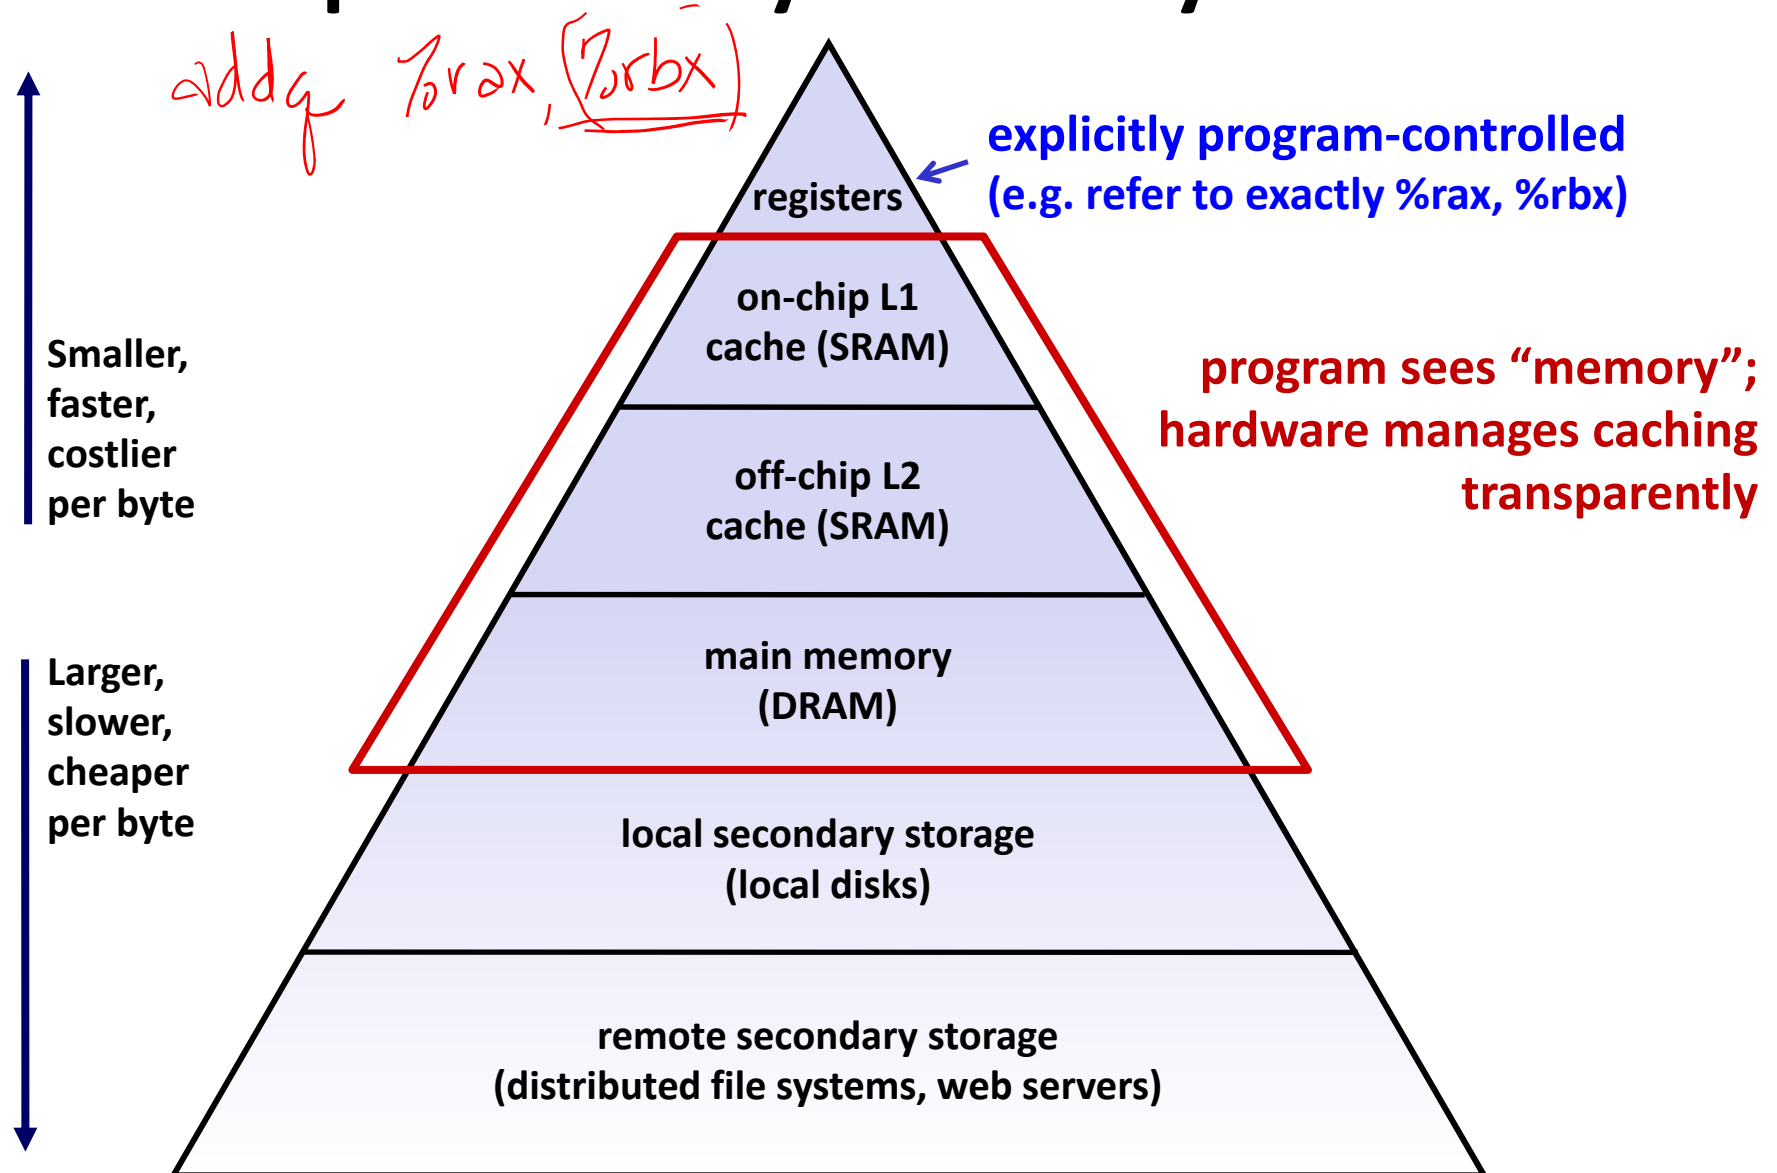 addq %rax, (%rbx)
explicitly program-controlled
(e.g. refer to exactly %rax, %rbx)
registers
on-chip L1
cache (SRAM)
Smaller,
faster,
costlier
per byte
program sees “memory”;
hardware manages caching
transparently
off-chip L2
cache (SRAM)
main memory
(DRAM)
Larger,
slower,
cheaper
per byte
local secondary storage
(local disks)
remote secondary storage
(distributed file systems, web servers)